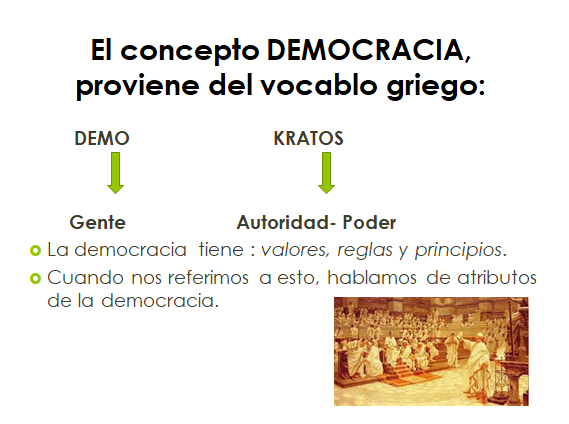 El concepto DEMOCRACIA,
proviene del vocablo griego:
DEMO KRATOS
Gente Autoridad- Poder
La democracia tiene : valores, reglas y principios.
Cuando nos referimos a esto, hablamos de atributos
de la democracia.